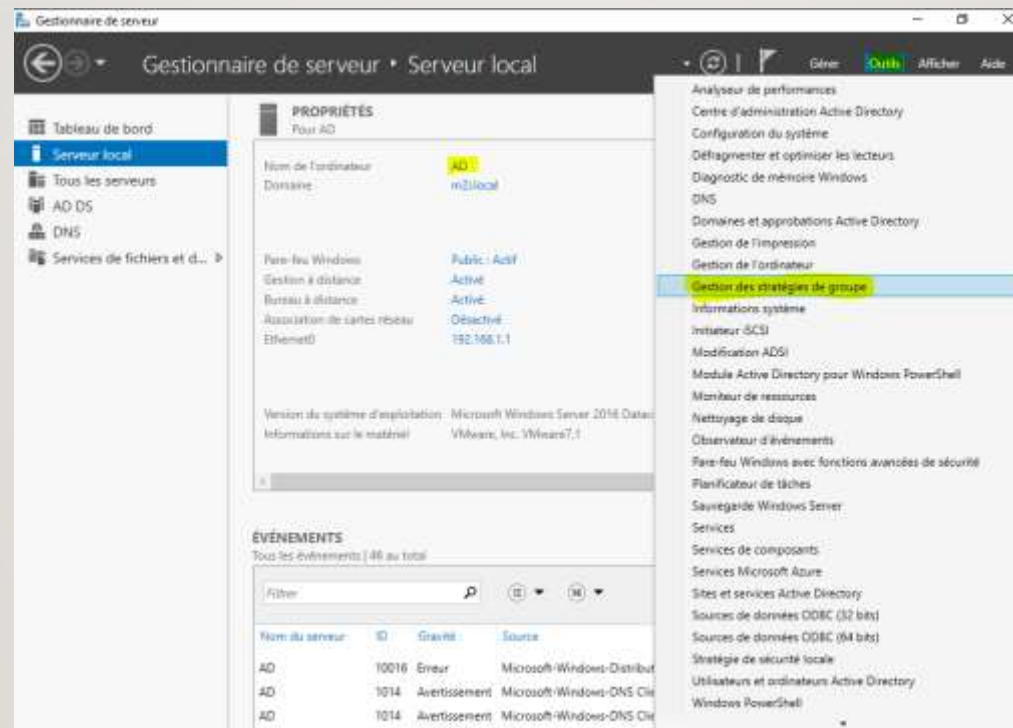 Gestionnaire de serveur
Gestionnaire de serveur • Serveur local
Gérer Outils Afficher Aide
Tableau de bord
Serveur local
Tous les serveurs
AD DS
DNS
Services de fichiers et d...
PROPRIÉTÉS
Pour AD
Nom de l'ordinateur AD
Domaine m2i.local
Pare-feu Windows Public : Actif
Gestion à distance Activé
Bureau à distance Activé
Association de cartes réseau Désactivé
Ethernet0 192.168.1.1
Version du système d'exploitation Microsoft Windows Server 2016 Datac
Informations sur le matériel VMware, Inc. VMware7,1
ÉVÉNEMENTS
Tous les événements | 46 au total
Filtrer
Nom du serveur ID Gravité Source
AD 10016 Erreur Microsoft-Windows-Distribut
AD 1014 Avertissement Microsoft-Windows-DNS Clie
AD 1014 Avertissement Microsoft-Windows-DNS Clie
Analyseur de performances
Centre d'administration Active Directory
Configuration du système
Défragmenter et optimiser les lecteurs
Diagnostic de mémoire Windows
DNS
Domaines et approbations Active Directory
Gestion de l'impression
Gestion de l'ordinateur
Gestion des stratégies de groupe
Informations système
Initiateur iSCSI
Modification ADSI
Module Active Directory pour Windows PowerShell
Moniteur de ressources
Nettoyage de disque
Observateur d'événements
Pare-feu Windows avec fonctions avancées de sécurité
Planificateur de tâches
Sauvegarde Windows Server
Services
Services de composants
Services Microsoft Azure
Sites et services Active Directory
Sources de données ODBC (32 bits)
Sources de données ODBC (64 bits)
Stratégie de sécurité locale
Utilisateurs et ordinateurs Active Directory
Windows PowerShell